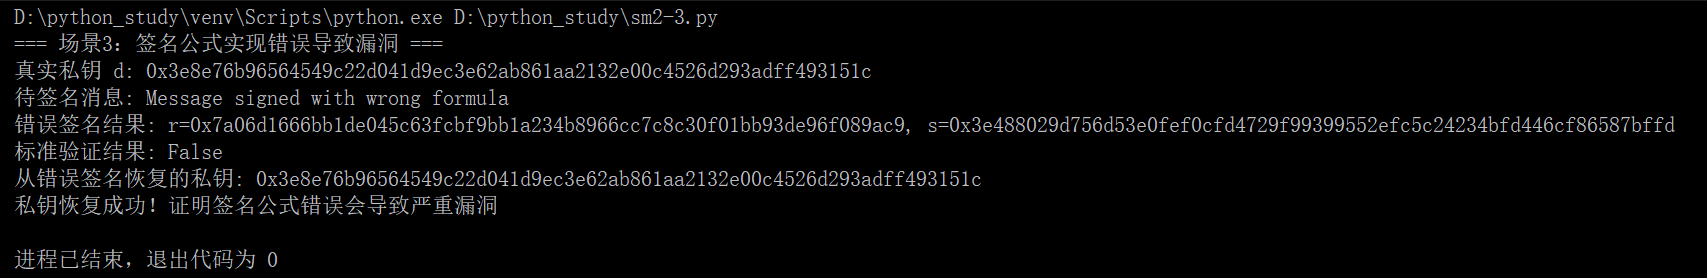 D:\python_study\venv\Scripts\python.exe D:\python_study\sm2-3.py
=== 场景3：签名公式实现错误导致漏洞 ===
真实私钥 d: 0x3e8e76b96564549c22d041d9ec3e62ab861aa2132e00c4526d293adff493151c
待签名消息: Message signed with wrong formula
错误签名结果: r=0x7a06d1666bb1de045c63fcbf9bb1a234b8966cc7c8c30f01bb93de96f089ac9, s=0x3e488029d756d53e0fef0cfd4729f99399552efc5c24234bfd446cf86587bffd
标准验证结果: False
从错误签名恢复的私钥: 0x3e8e76b96564549c22d041d9ec3e62ab861aa2132e00c4526d293adff493151c
私钥恢复成功！证明签名公式错误会导致严重漏洞
进程已结束，退出代码为 0